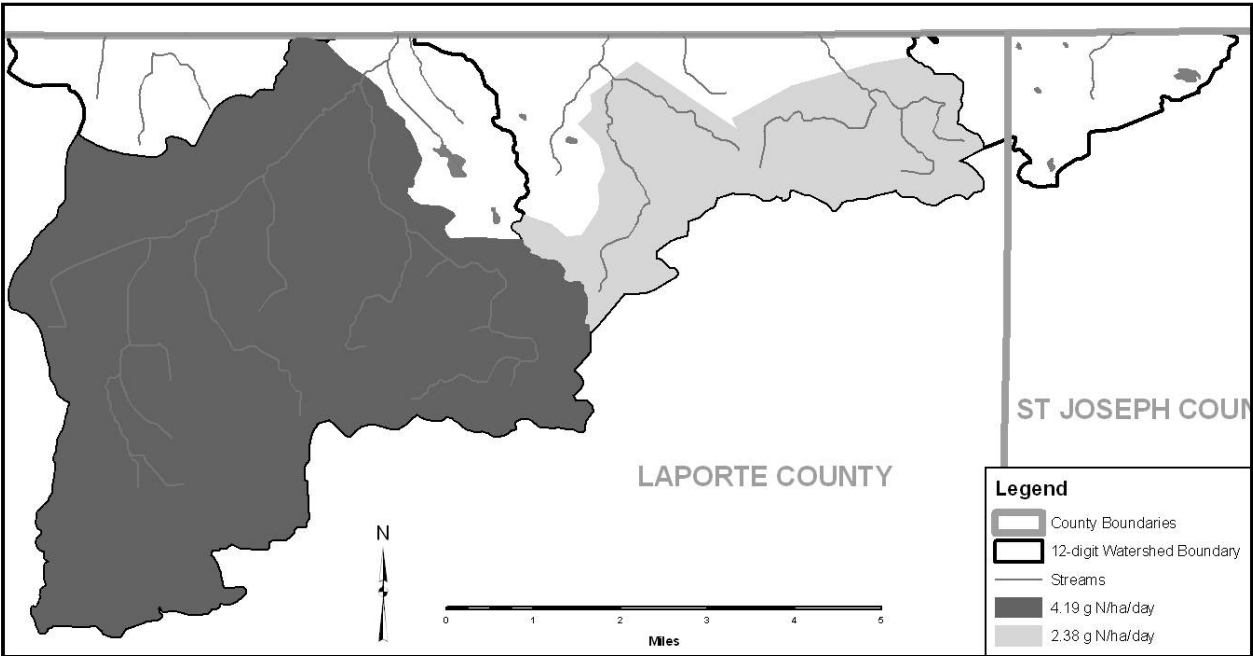 ST JOSEPH COUN
LAPORTE COUNTY
N
0 1 2 3 4 5
Miles
Legend
County Boundaries
12-digit Watershed Boundary
Streams
4.19 g N/ha/day
2.38 g N/ha/day